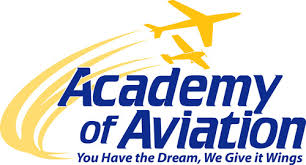 Academy
of Aviation
You Have the Dream, We Give it Wings